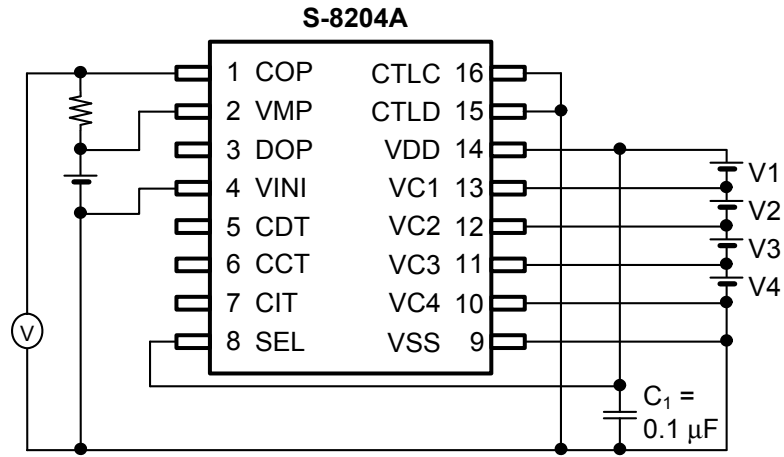 S-8204A
1 COP CTLC 16
2 VMP CTLD 15
3 DOP VDD 14
4 VINI VC1 13
5 CDT VC2 12
6 CCT VC3 11
7 CIT VC4 10
8 SEL VSS 9
V1
V2
V3
V4
V
C₁ =
0.1 μF